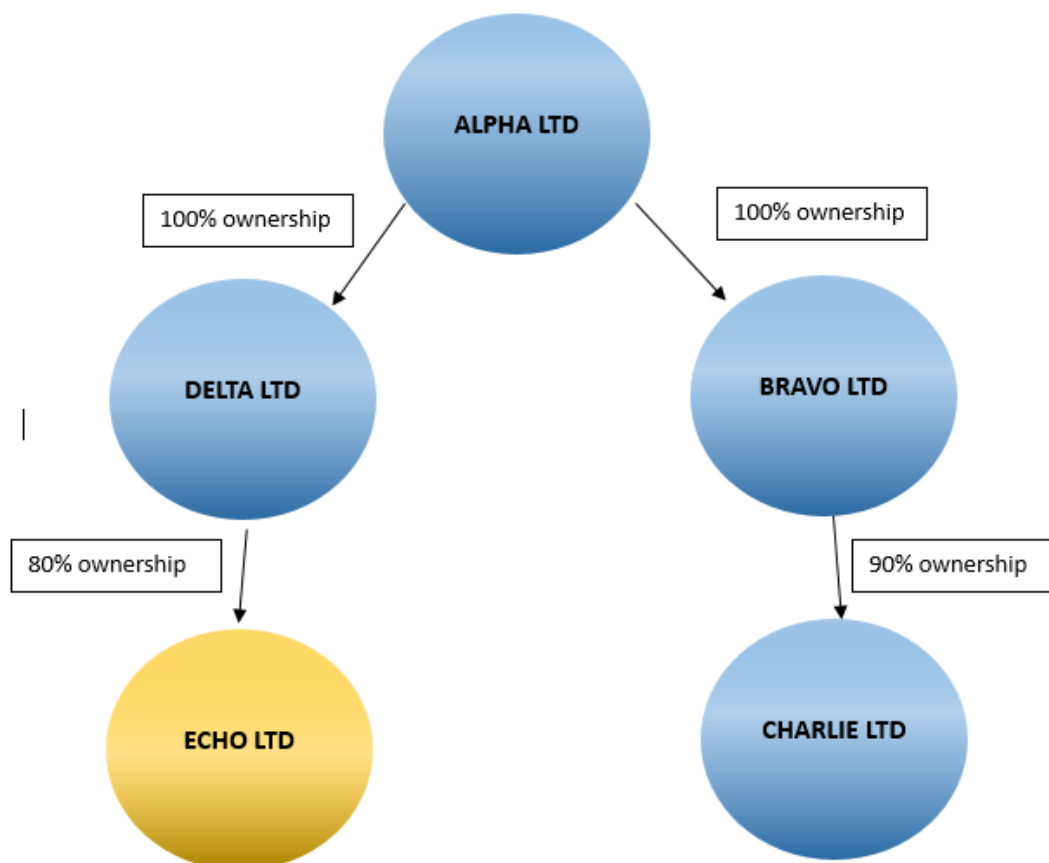 ALPHA LTD
100% ownership
100% ownership
DELTA LTD
BRAVO LTD
80% ownership
90% ownership
ECHO LTD
CHARLIE LTD